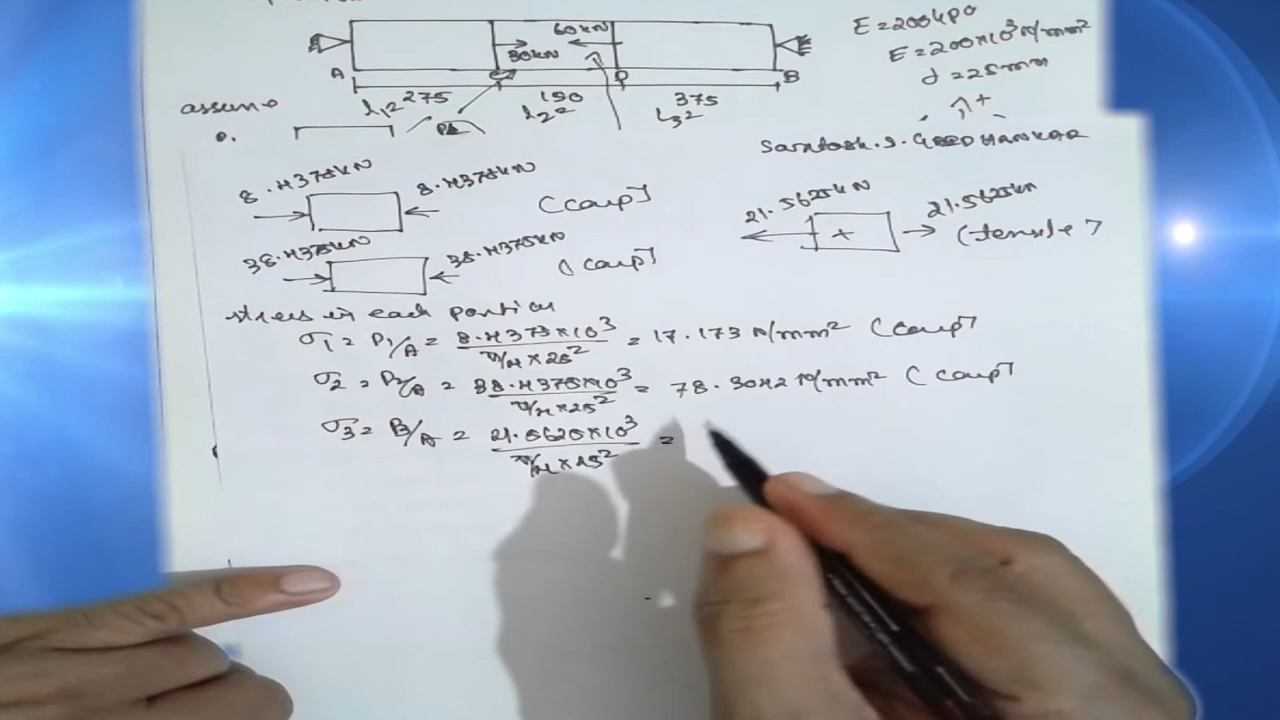 60kN
30kN
E = 200 GPa
E = 200×10³ N/mm²
d = 25mm
A C D B
l₁ = 275 l₂ = 150 l₃ = 375
assume
Santosh.S.
8.4375kN 8.4375kN (comp)
21.5625kN 21.5625kN
+ (tensile)
38.4375kN 38.4375kN (comp)
stress in each portion
σ₁ = P₁/A = 8.4375×10³ / π/4 × 25² = 17.173 N/mm² (comp)
σ₂ = P₂/A = 38.4375×10³ / π/4 × 25² = 78.3042 N/mm² (comp)
σ₃ = P₃/A = 21.5625×10³ / π/4 × 25² =